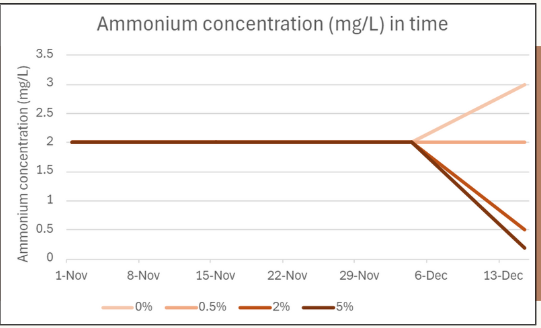 Ammonium concentration (mg/L) in time
Ammonium concentration (mg/L)
3.5
3
2.5
2
1.5
1
0.5
0
1-Nov 8-Nov 15-Nov 22-Nov 29-Nov 6-Dec 13-Dec
0% 0.5% 2% 5%